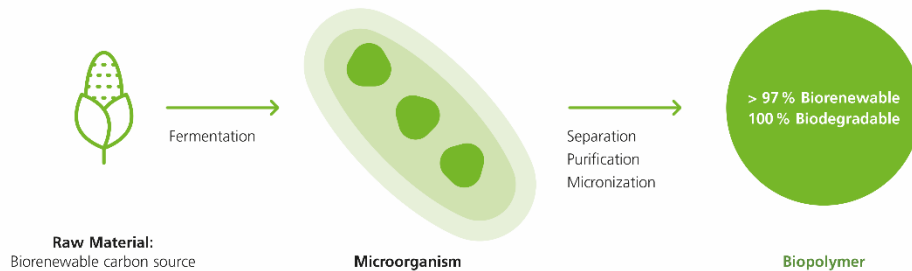 Fermentation
Separation
Purification
Micronization
> 97 % Biorenewable
100 % Biodegradable
Raw Material:
Biorenewable carbon source
Microorganism
Biopolymer